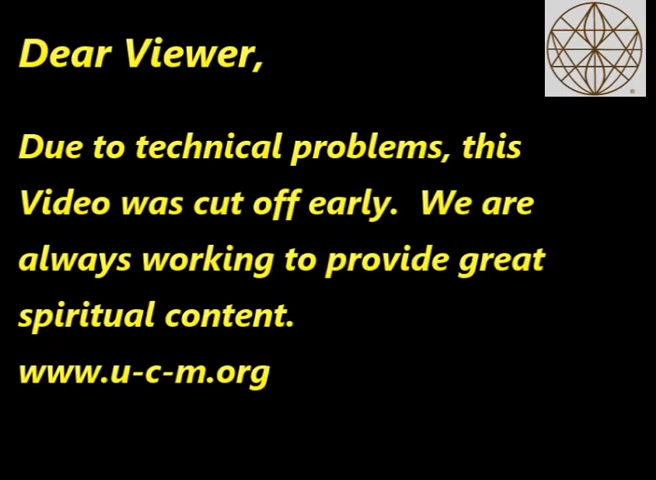 Dear Viewer,
Due to technical problems, this
Video was cut off early. We are
always working to provide great
spiritual content.
www.u-c-m.org
®